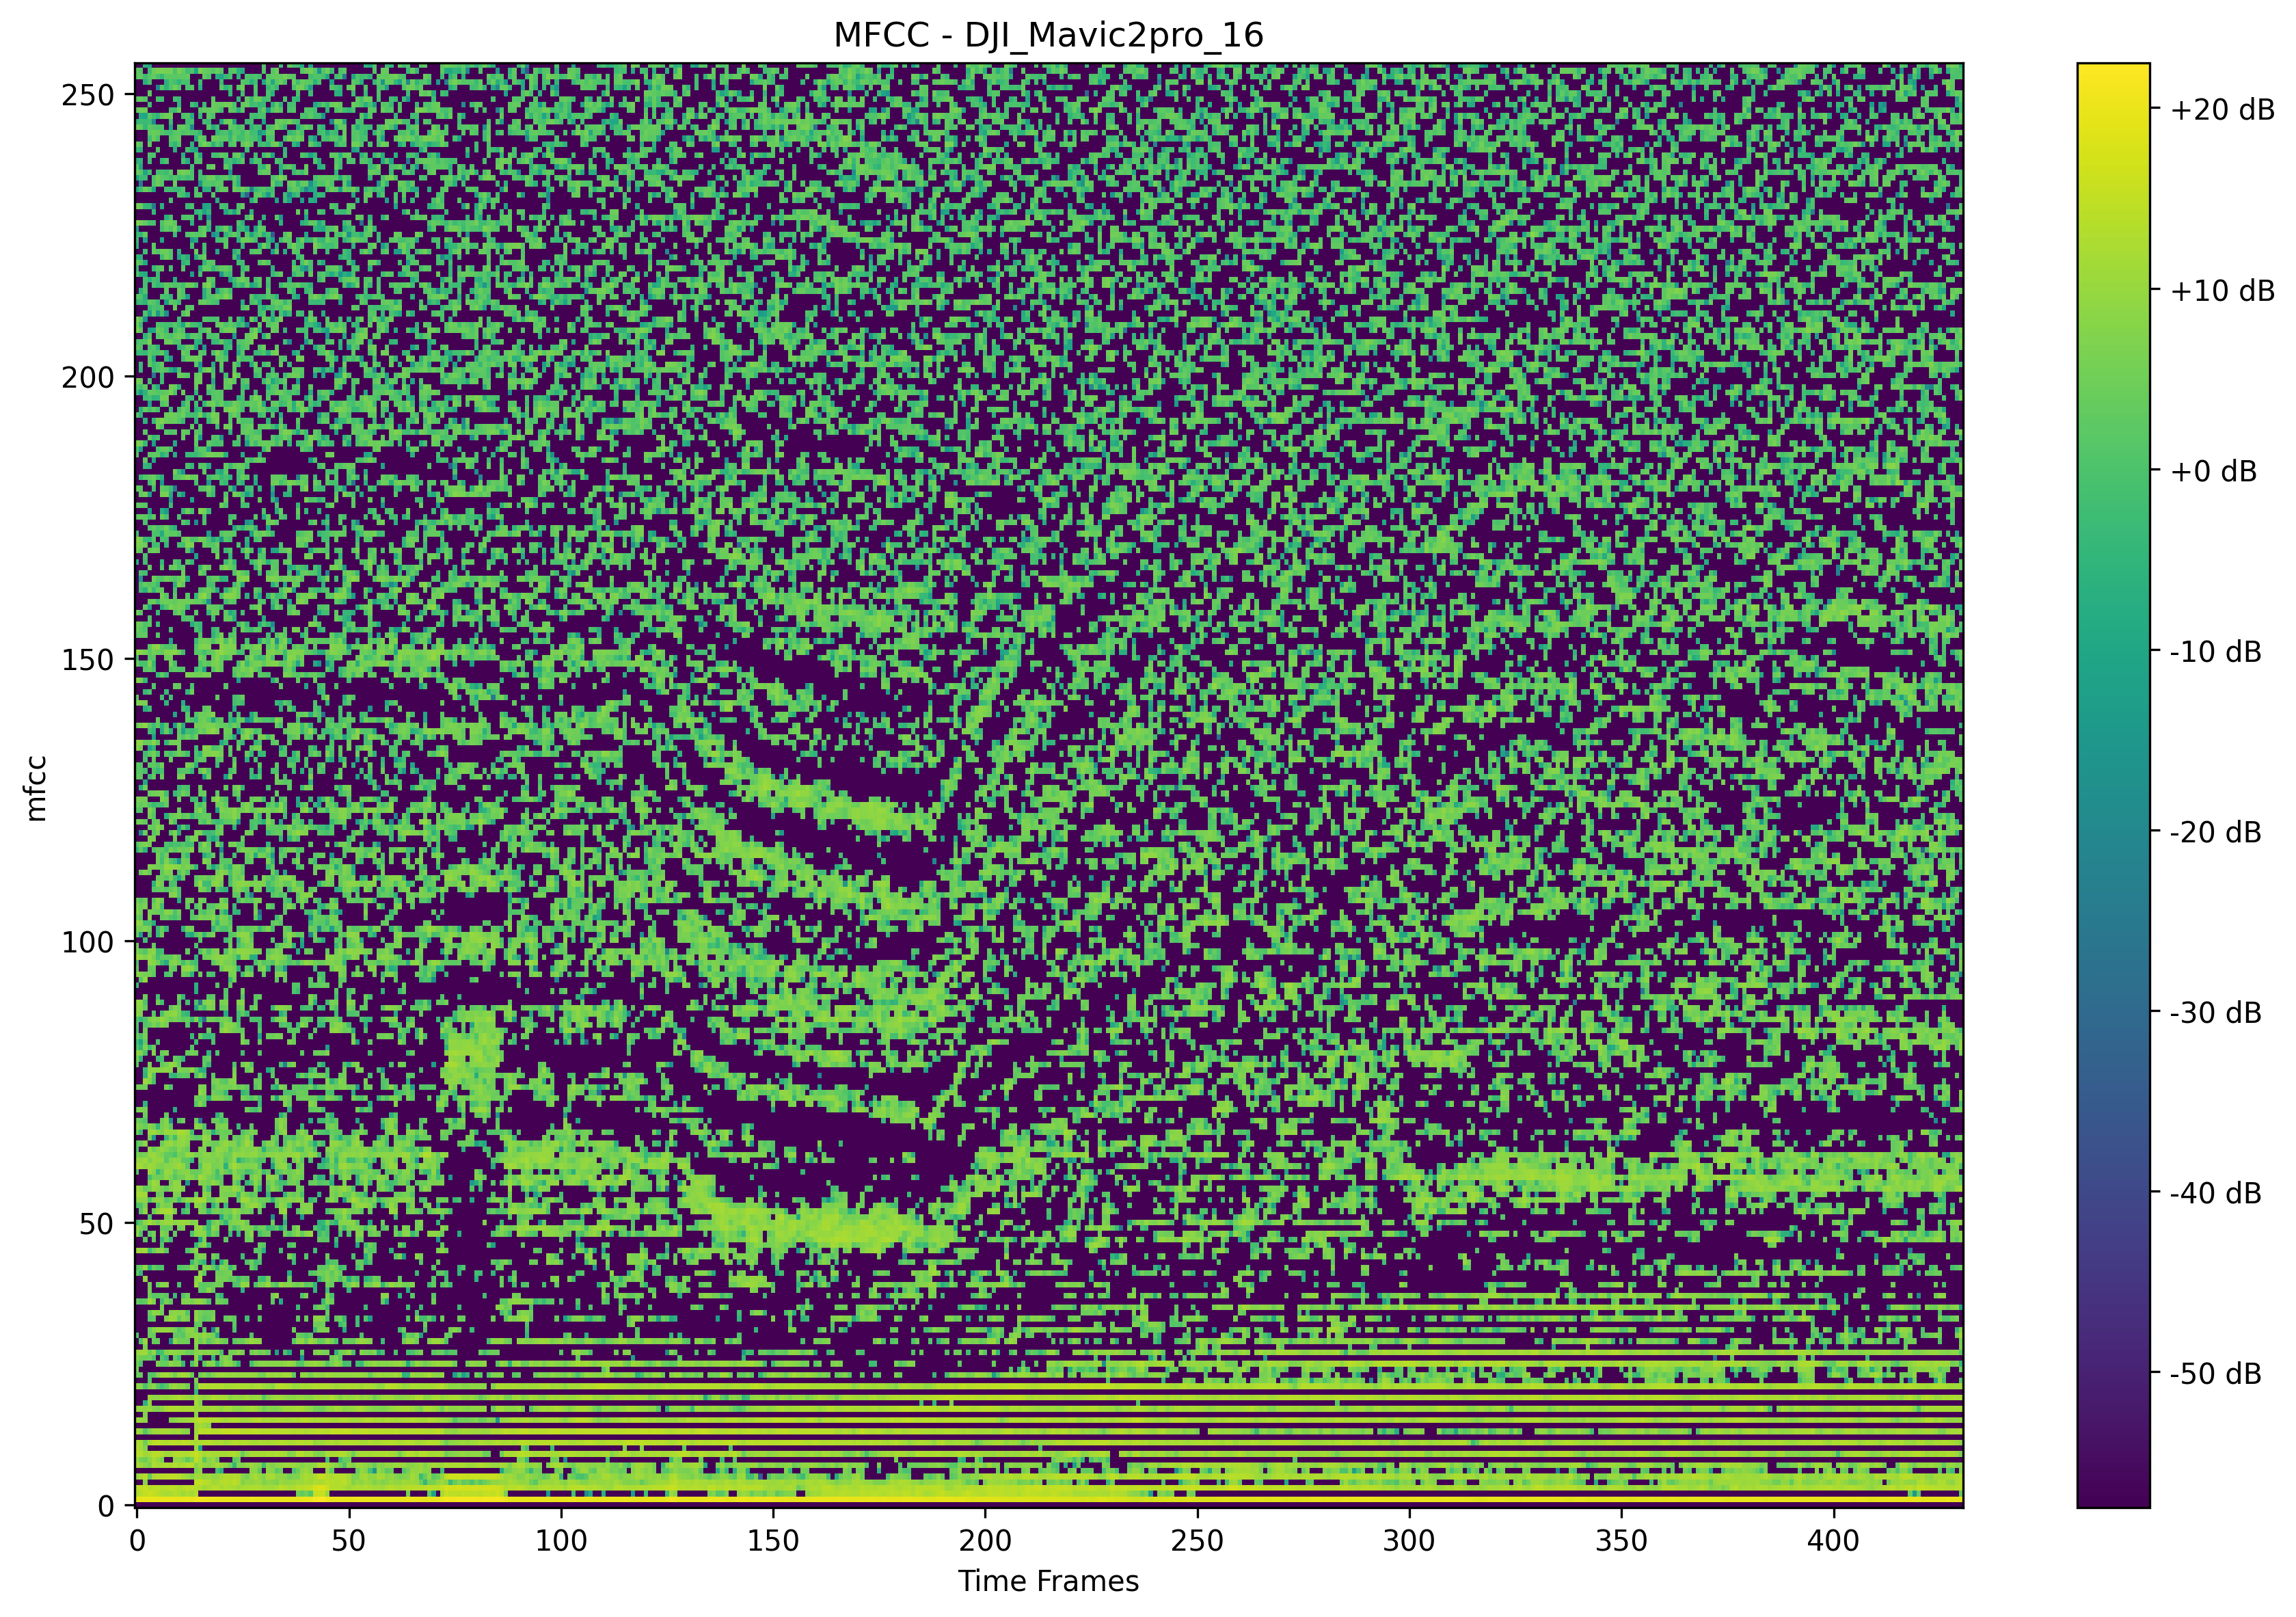 MFCC - DJI_Mavic2pro_16
250
200
150
100
50
0
mfcc
0 50 100 150 200 250 300 350 400
Time Frames
+20 dB
+10 dB
+0 dB
-10 dB
-20 dB
-30 dB
-40 dB
-50 dB